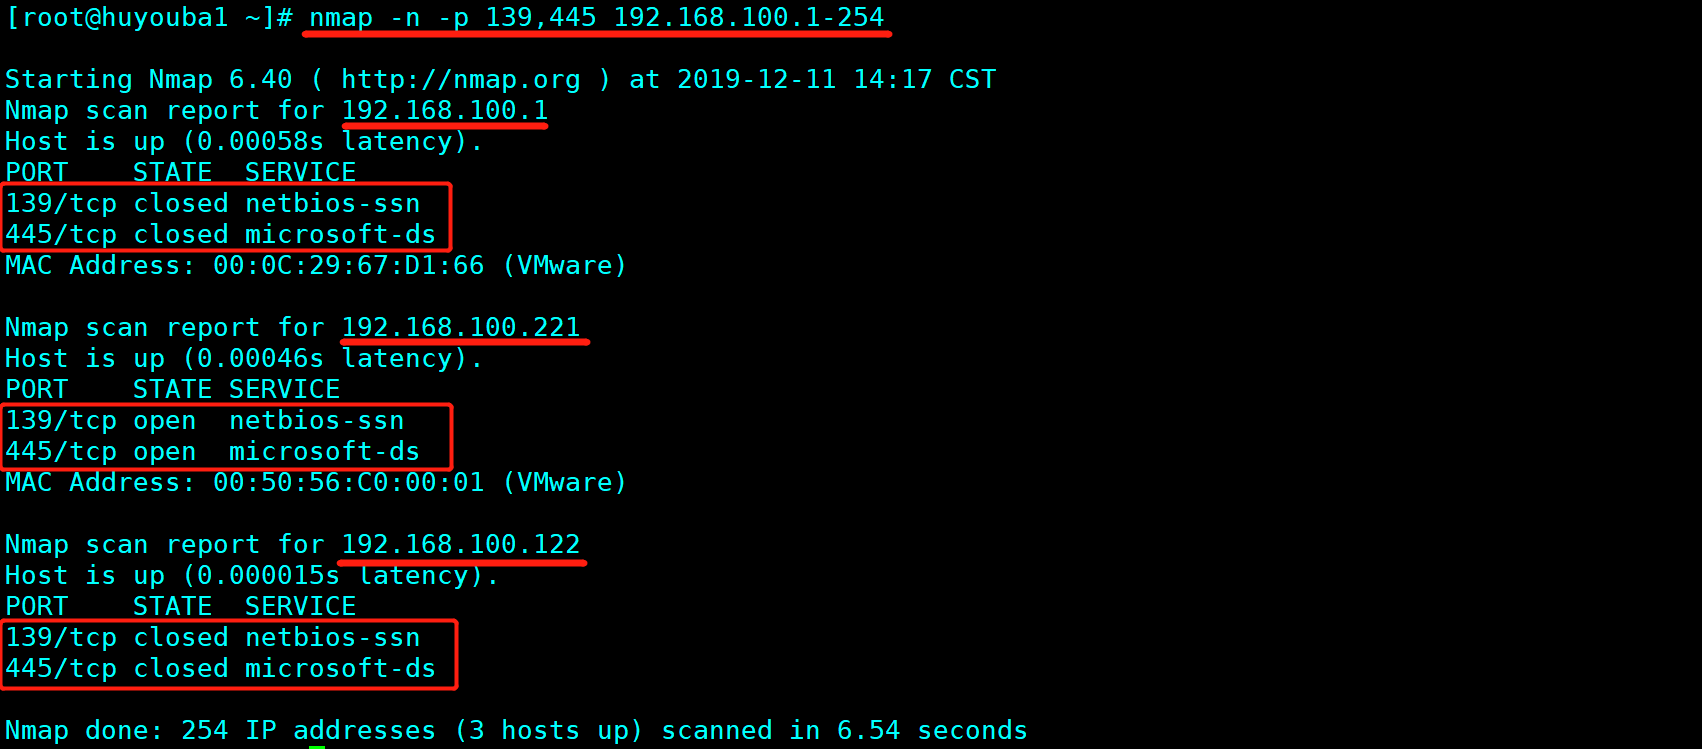 [root@huyouba1 ~]# nmap -n -p 139,445 192.168.100.1-254
Starting Nmap 6.40 ( http://nmap.org ) at 2019-12-11 14:17 CST
Nmap scan report for 192.168.100.1
Host is up (0.00058s latency).
PORT    STATE  SERVICE
139/tcp closed netbios-ssn
445/tcp closed microsoft-ds
MAC Address: 00:0C:29:67:D1:66 (VMware)
Nmap scan report for 192.168.100.221
Host is up (0.00046s latency).
PORT    STATE SERVICE
139/tcp open  netbios-ssn
445/tcp open  microsoft-ds
MAC Address: 00:50:56:C0:00:01 (VMware)
Nmap scan report for 192.168.100.122
Host is up (0.000015s latency).
PORT    STATE  SERVICE
139/tcp closed netbios-ssn
445/tcp closed microsoft-ds
Nmap done: 254 IP addresses (3 hosts up) scanned in 6.54 seconds